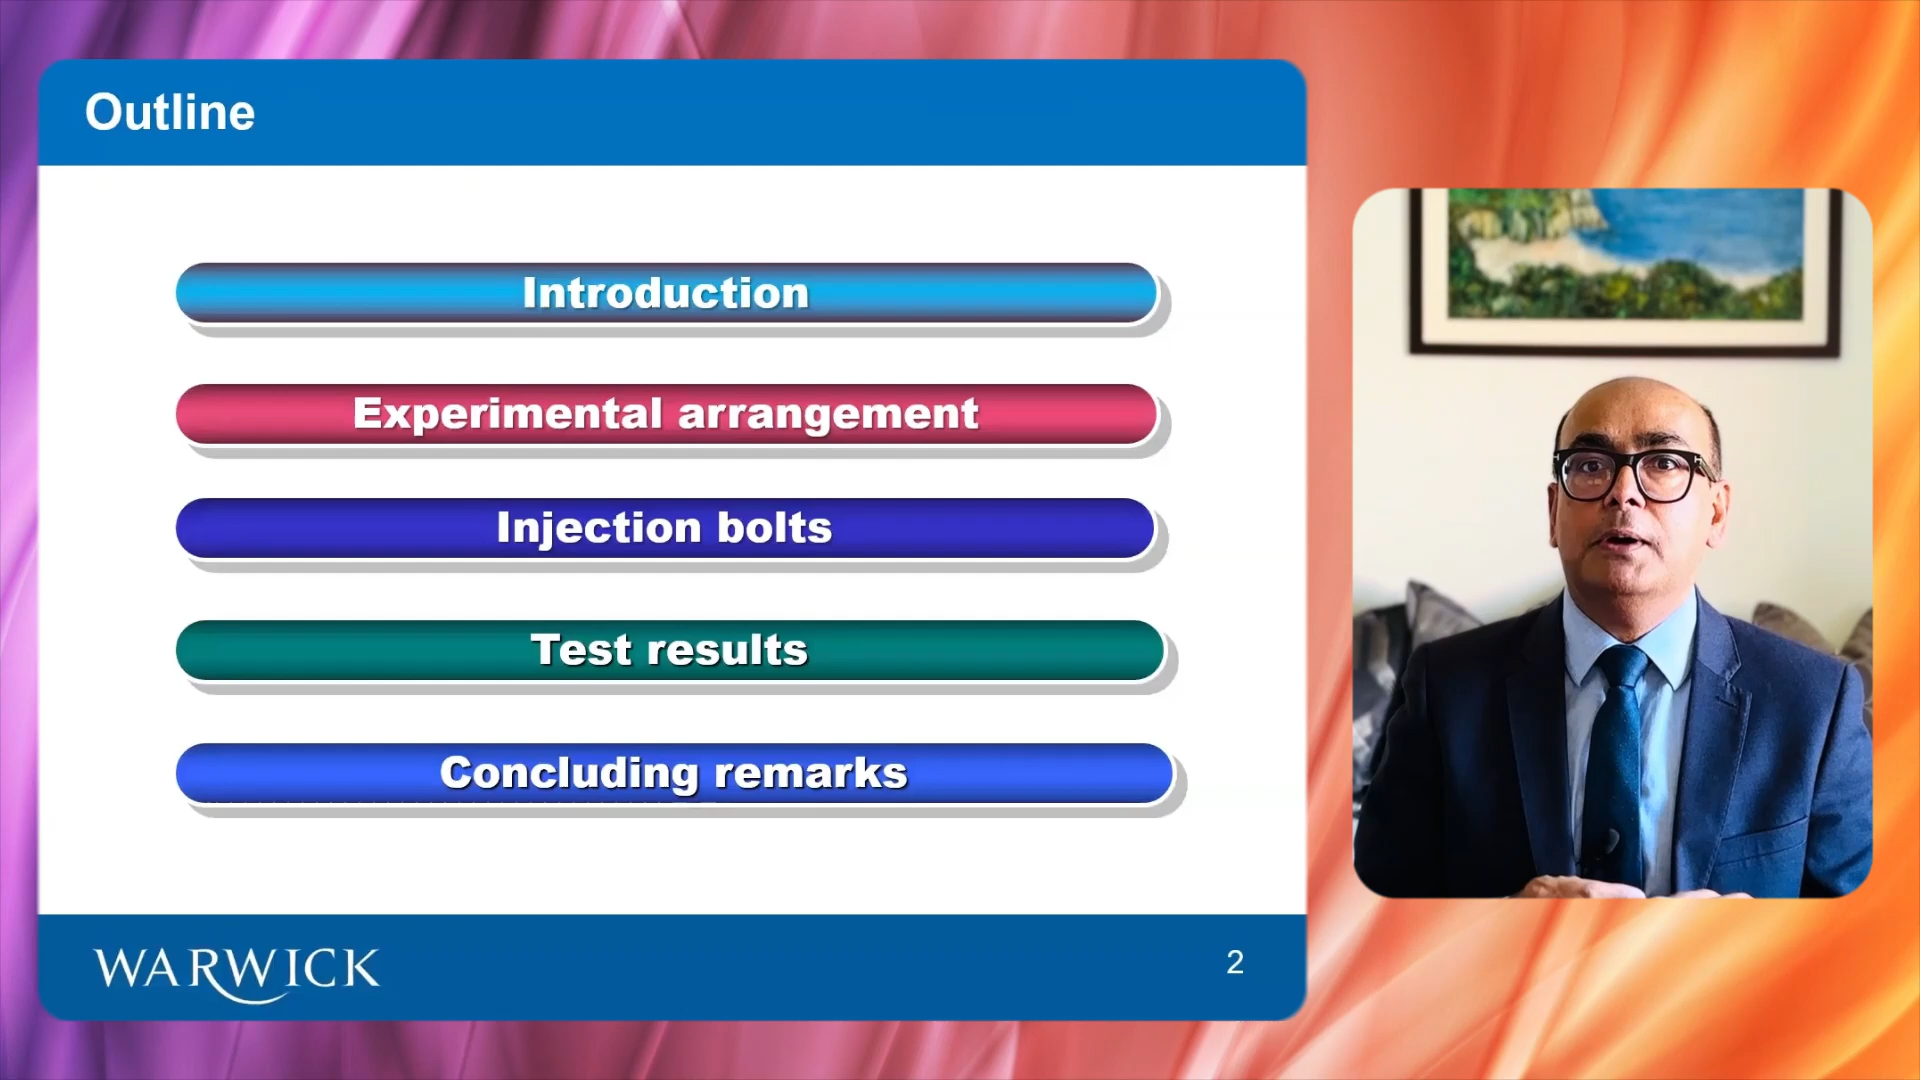 Outline
Introduction
Experimental arrangement
Injection bolts
Test results
Concluding remarks
WARWICK
2